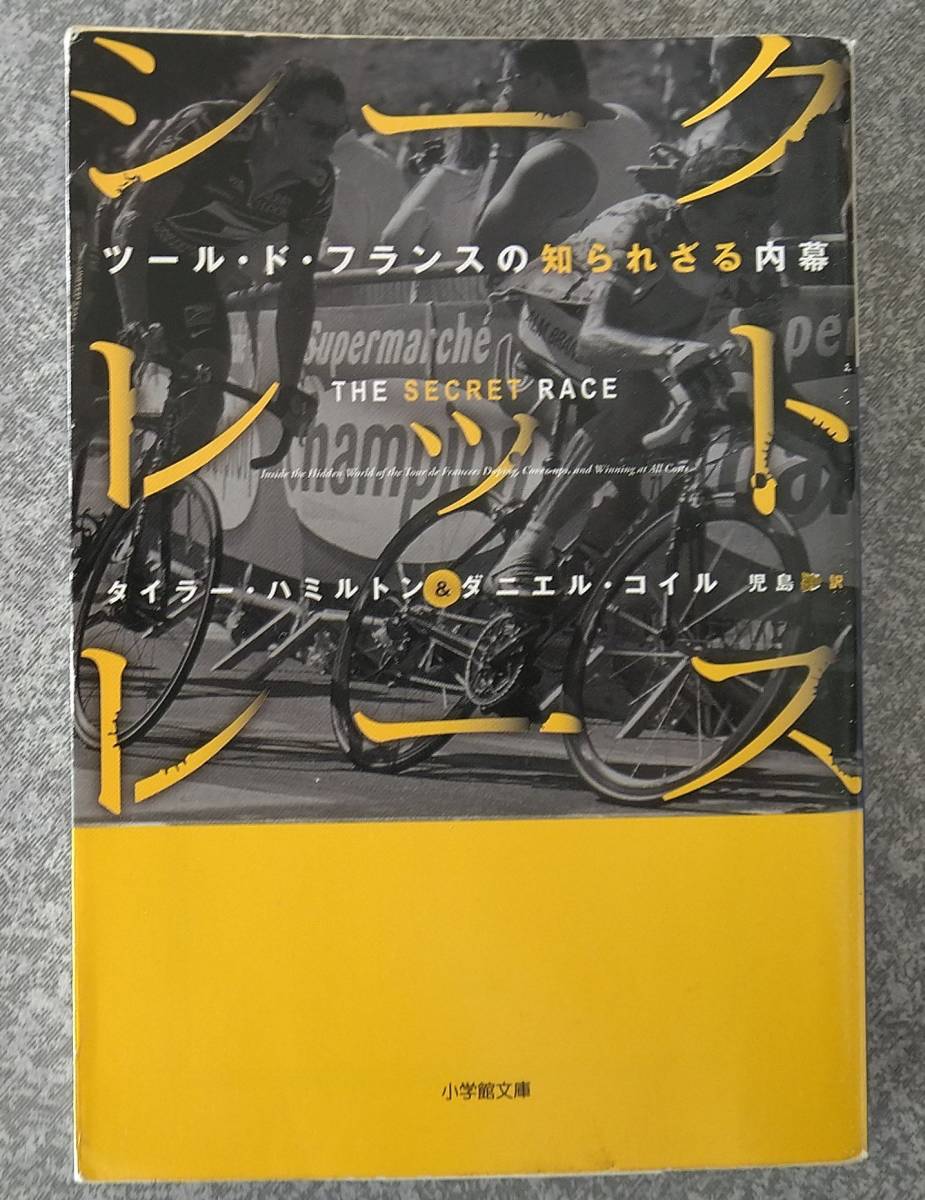 シーク
ツール・ド・フランスの知られざる内幕
レット
Supermarché
THE SECRET RACE
Inside the Hidden World of the Tour de France: Doping, Cover-ups, and Winning at All Costs
タイラー・ハミルトン&ダニエル・コイル 児島 訳
レース
小学館文庫